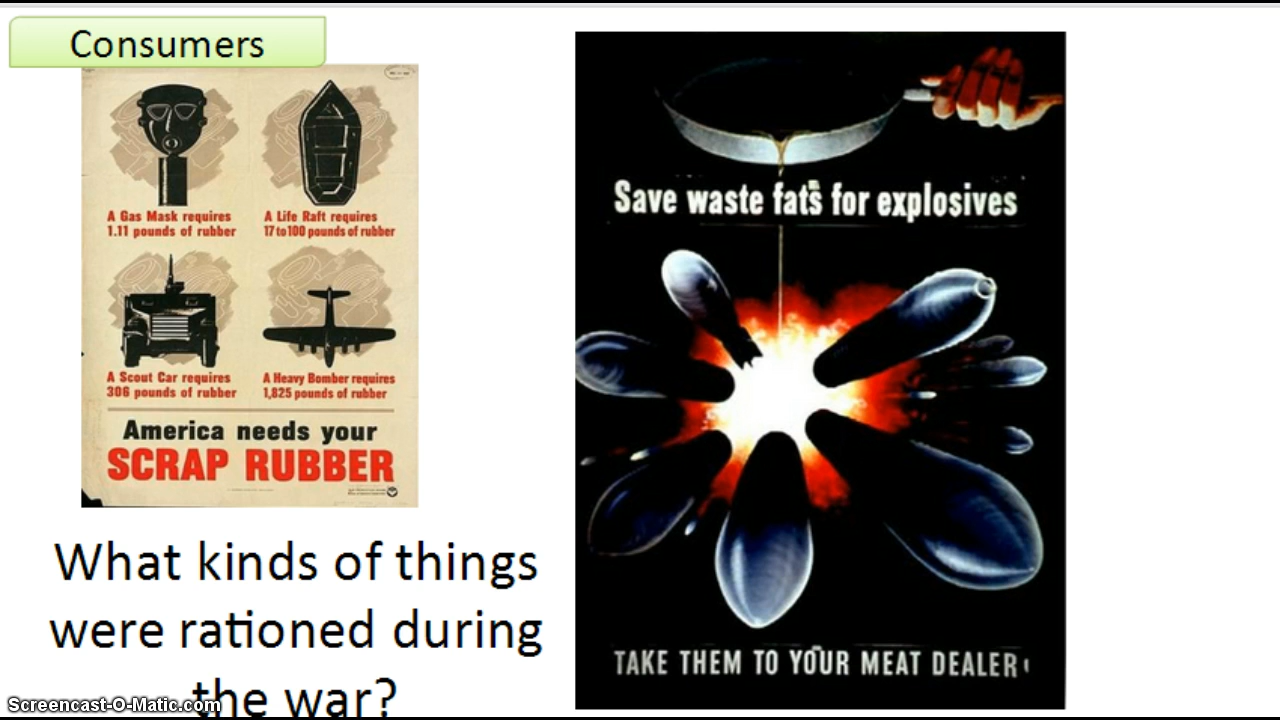 Consumers
A Gas Mask requires
1.11 pounds of rubber
A Life Raft requires
17 to 100 pounds of rubber
A Scout Car requires
306 pounds of rubber
A Heavy Bomber requires
1,825 pounds of rubber
America needs your
SCRAP RUBBER
What kinds of things
were rationed during
the war?
Save waste fats for explosives
TAKE THEM TO YOUR MEAT DEALER
Screencast-O-Matic.com